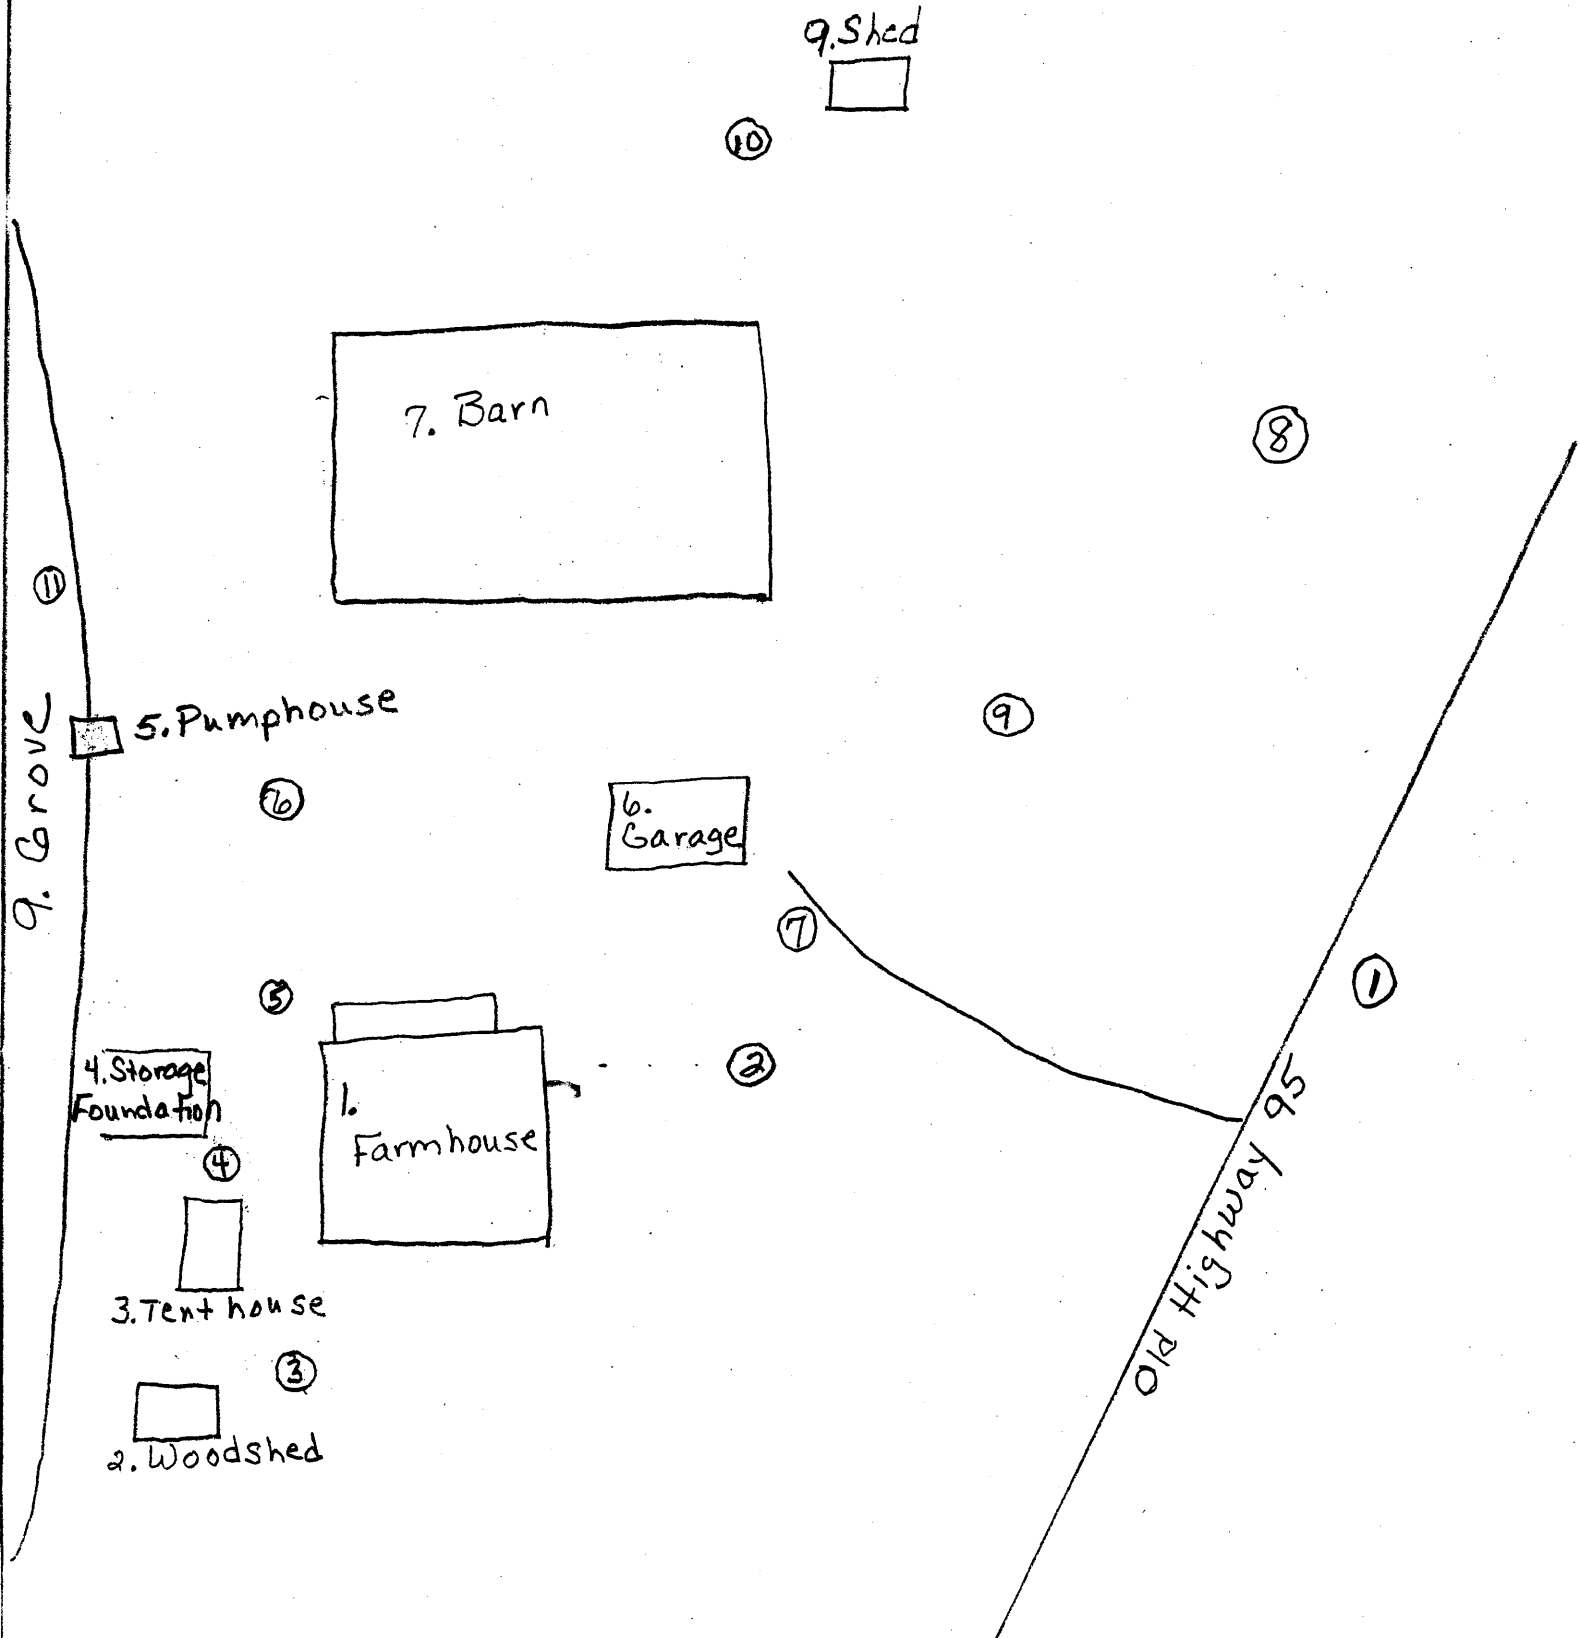 9. Shed
10
7. Barn
8
11
5. Pumphouse
9
9. Grove
6
6.
Garage
7
5
1
4. Storage
Foundation
2
1.
Farmhouse
4
Old Highway 95
3. Tent house
3
2. Woodshed